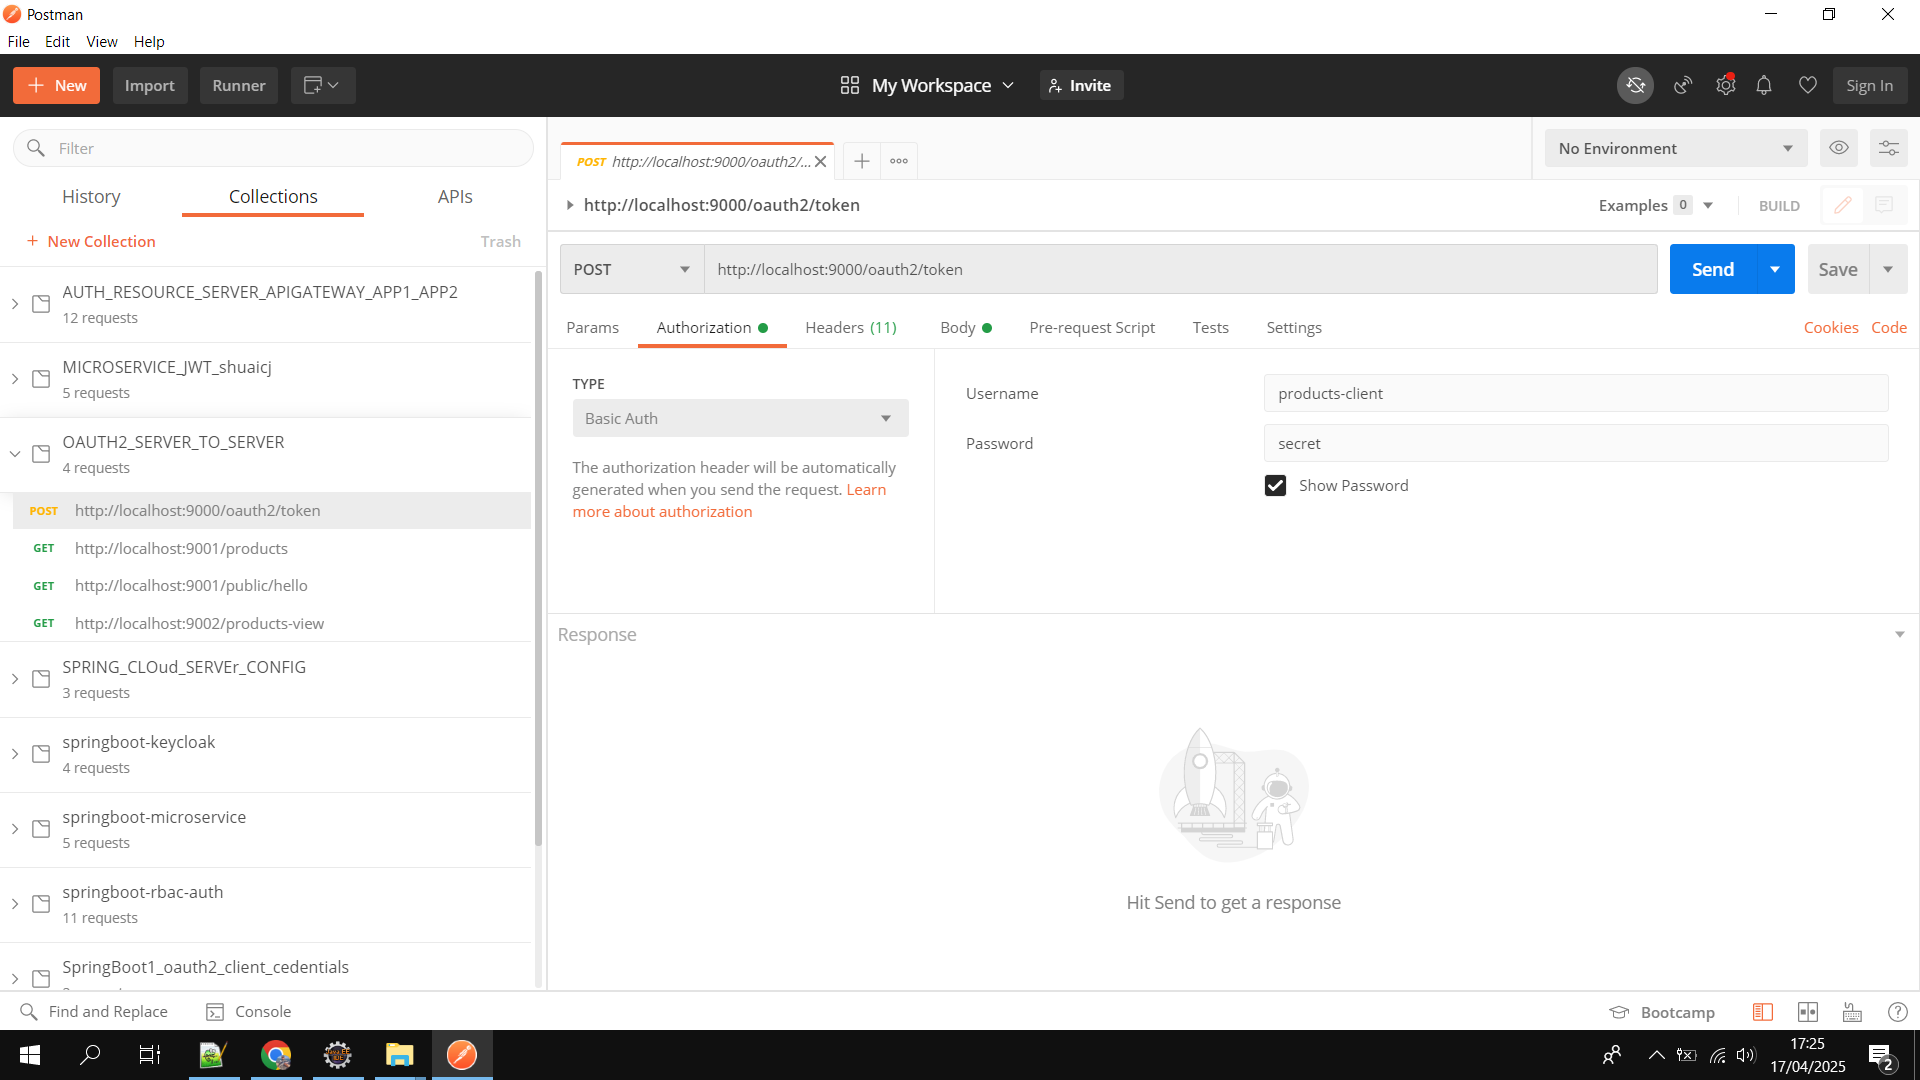 Postman
File Edit View Help
New Import Runner My Workspace Invite Sign In
Filter
History Collections APIs
+ New Collection Trash
AUTH_RESOURCE_SERVER_APIGATEWAY_APP1_APP2
12 requests
MICROSERVICE_JWT_shuaicj
5 requests
OAUTH2_SERVER_TO_SERVER
4 requests
POST http://localhost:9000/oauth2/token
GET http://localhost:9001/products
GET http://localhost:9001/public/hello
GET http://localhost:9002/products-view
SPRING_CLOud_SERVEr_CONFIG
3 requests
springboot-keycloak
4 requests
springboot-microservice
5 requests
springboot-rbac-auth
11 requests
SpringBoot1_oauth2_client_cedentials
POST http://localhost:9000/oauth2/...
No Environment
http://localhost:9000/oauth2/token
Examples 0 BUILD
POST http://localhost:9000/oauth2/token Send Save
Params Authorization Headers (11) Body Pre-request Script Tests Settings Cookies Code
TYPE
Basic Auth
The authorization header will be automatically
generated when you send the request. Learn
more about authorization
Username products-client
Password secret
Show Password
Response
Hit Send to get a response
Find and Replace Console Bootcamp
17:25
17/04/2025
2